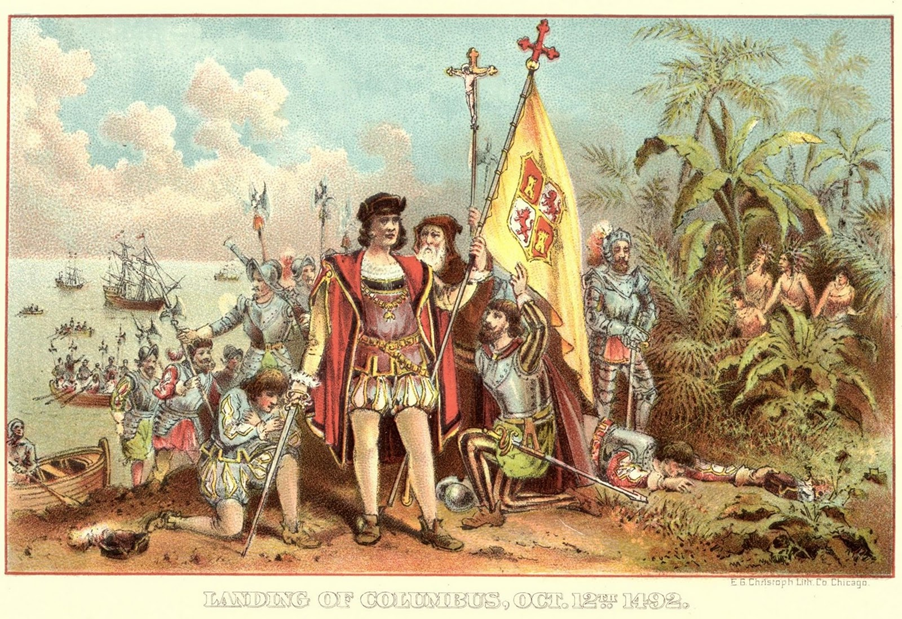 E.G. Christoph Lith. Co. Chicago.
LANDING OF COLUMBUS, OCT. 12TH 1492.